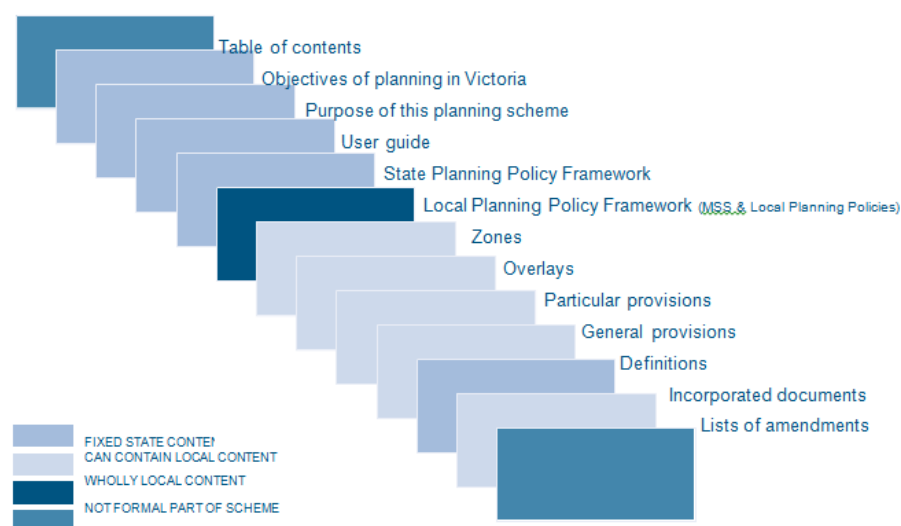 Table of contents
Objectives of planning in Victoria
Purpose of this planning scheme
User guide
State Planning Policy Framework
Local Planning Policy Framework (MSS & Local Planning Policies)
Zones
Overlays
Particular provisions
General provisions
Definitions
Incorporated documents
Lists of amendments
FIXED STATE CONTEN
CAN CONTAIN LOCAL CONTENT
WHOLLY LOCAL CONTENT
NOT FORMAL PART OF SCHEME